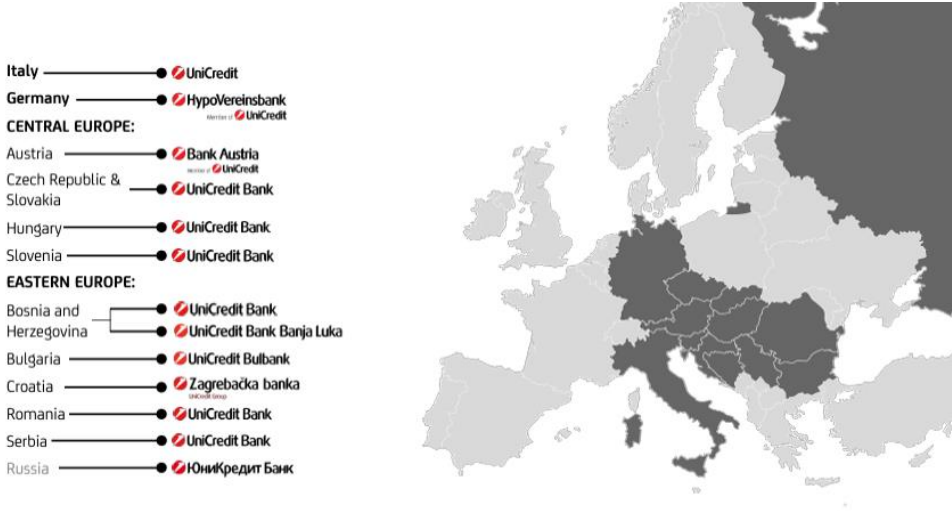 Italy UniCredit
Germany HypoVereinsbank
Member of UniCredit
CENTRAL EUROPE:
Austria Bank Austria
Member of UniCredit
Czech Republic &
Slovakia
UniCredit Bank
Hungary UniCredit Bank
Slovenia UniCredit Bank
EASTERN EUROPE:
Bosnia and
Herzegovina
UniCredit Bank
UniCredit Bank Banja Luka
Bulgaria UniCredit Bulbank
Croatia Zagrebačka banka
UniCredit Group
Romania UniCredit Bank
Serbia UniCredit Bank
Russia ЮниКредит Банк